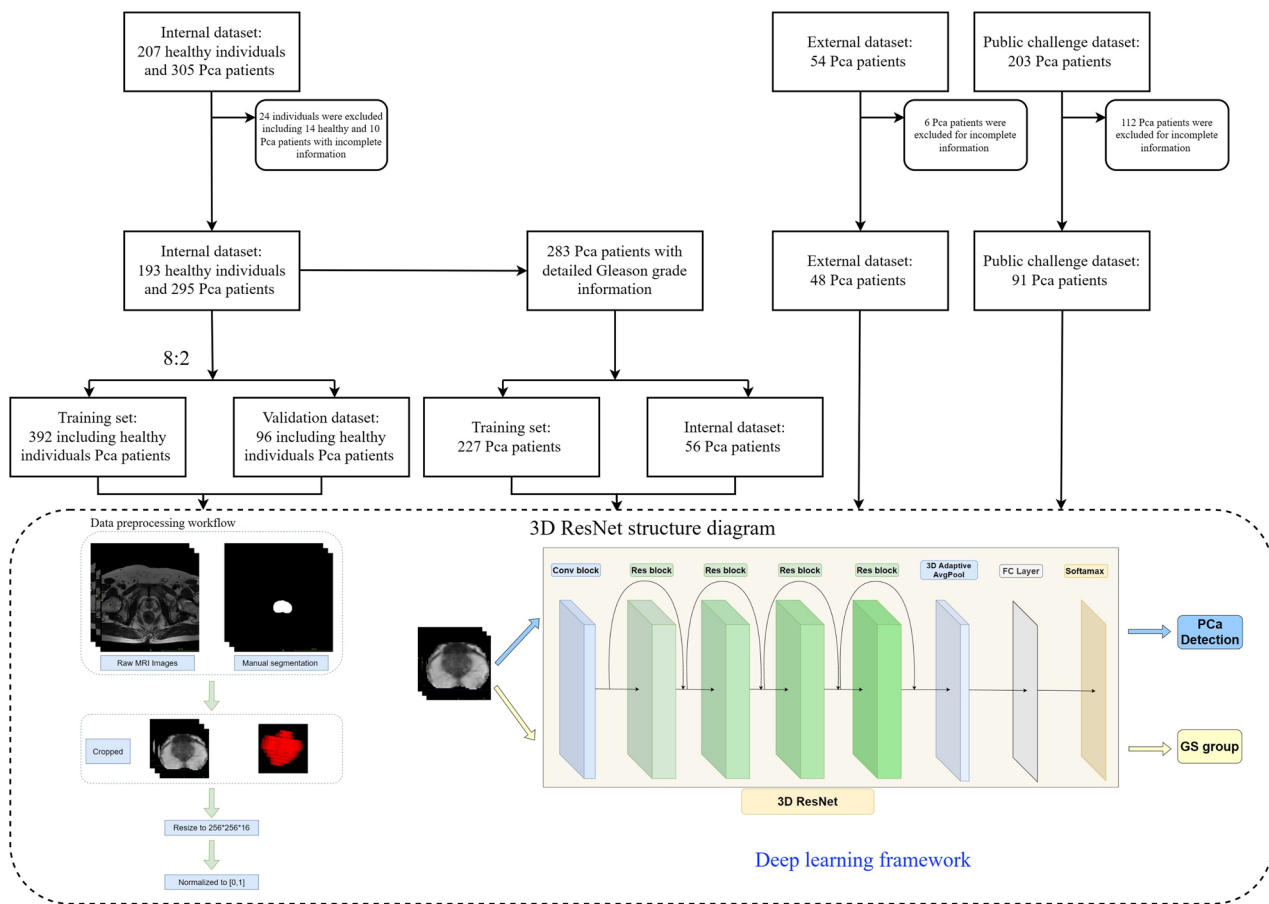 Internal dataset:
207 healthy individuals
and 305 Pca patients
External dataset:
54 Pca patients
Public challenge dataset:
203 Pca patients
24 individuals were excluded
including 14 healthy and 10
Pca patients with incomplete
information
6 Pca patients were
excluded for incomplete
information
112 Pca patients were
excluded for incomplete
information
Internal dataset:
193 healthy individuals
and 295 Pca patients
283 Pca patients with
detailed Gleason grade
information
External dataset:
48 Pca patients
Public challenge dataset:
91 Pca patients
8:2
Training set:
392 including healthy
individuals Pca patients
Validation dataset:
96 including healthy
individuals Pca patients
Training set:
227 Pca patients
Internal dataset:
56 Pca patients
Data preprocessing workflow
Raw MRI Images
Manual segmentation
Cropped
Resize to 256*256*16
Normalized to [0,1]
3D ResNet structure diagram
Conv block
Res block
Res block
Res block
Res block
3D Adaptive
AvgPool
FC Layer
Softamax
PCa
Detection
GS group
3D ResNet
Deep learning framework